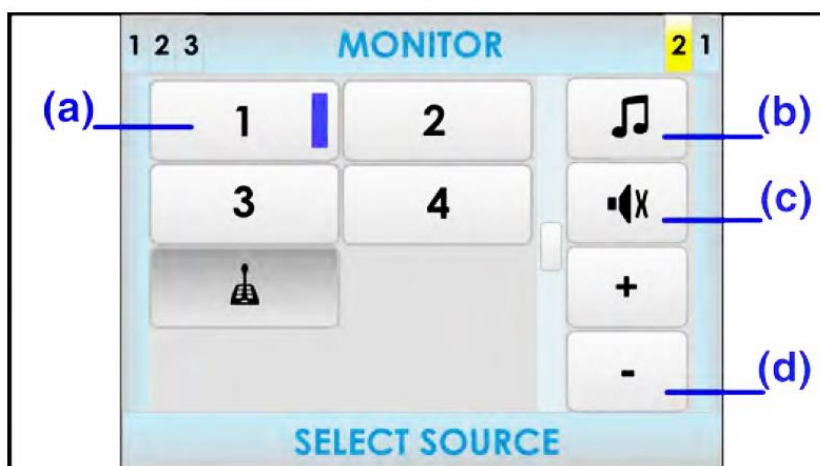 1 2 3 MONITOR 2 1
(a) 1 2 (b)
3 4 X (c)
+
- (d)
SELECT SOURCE